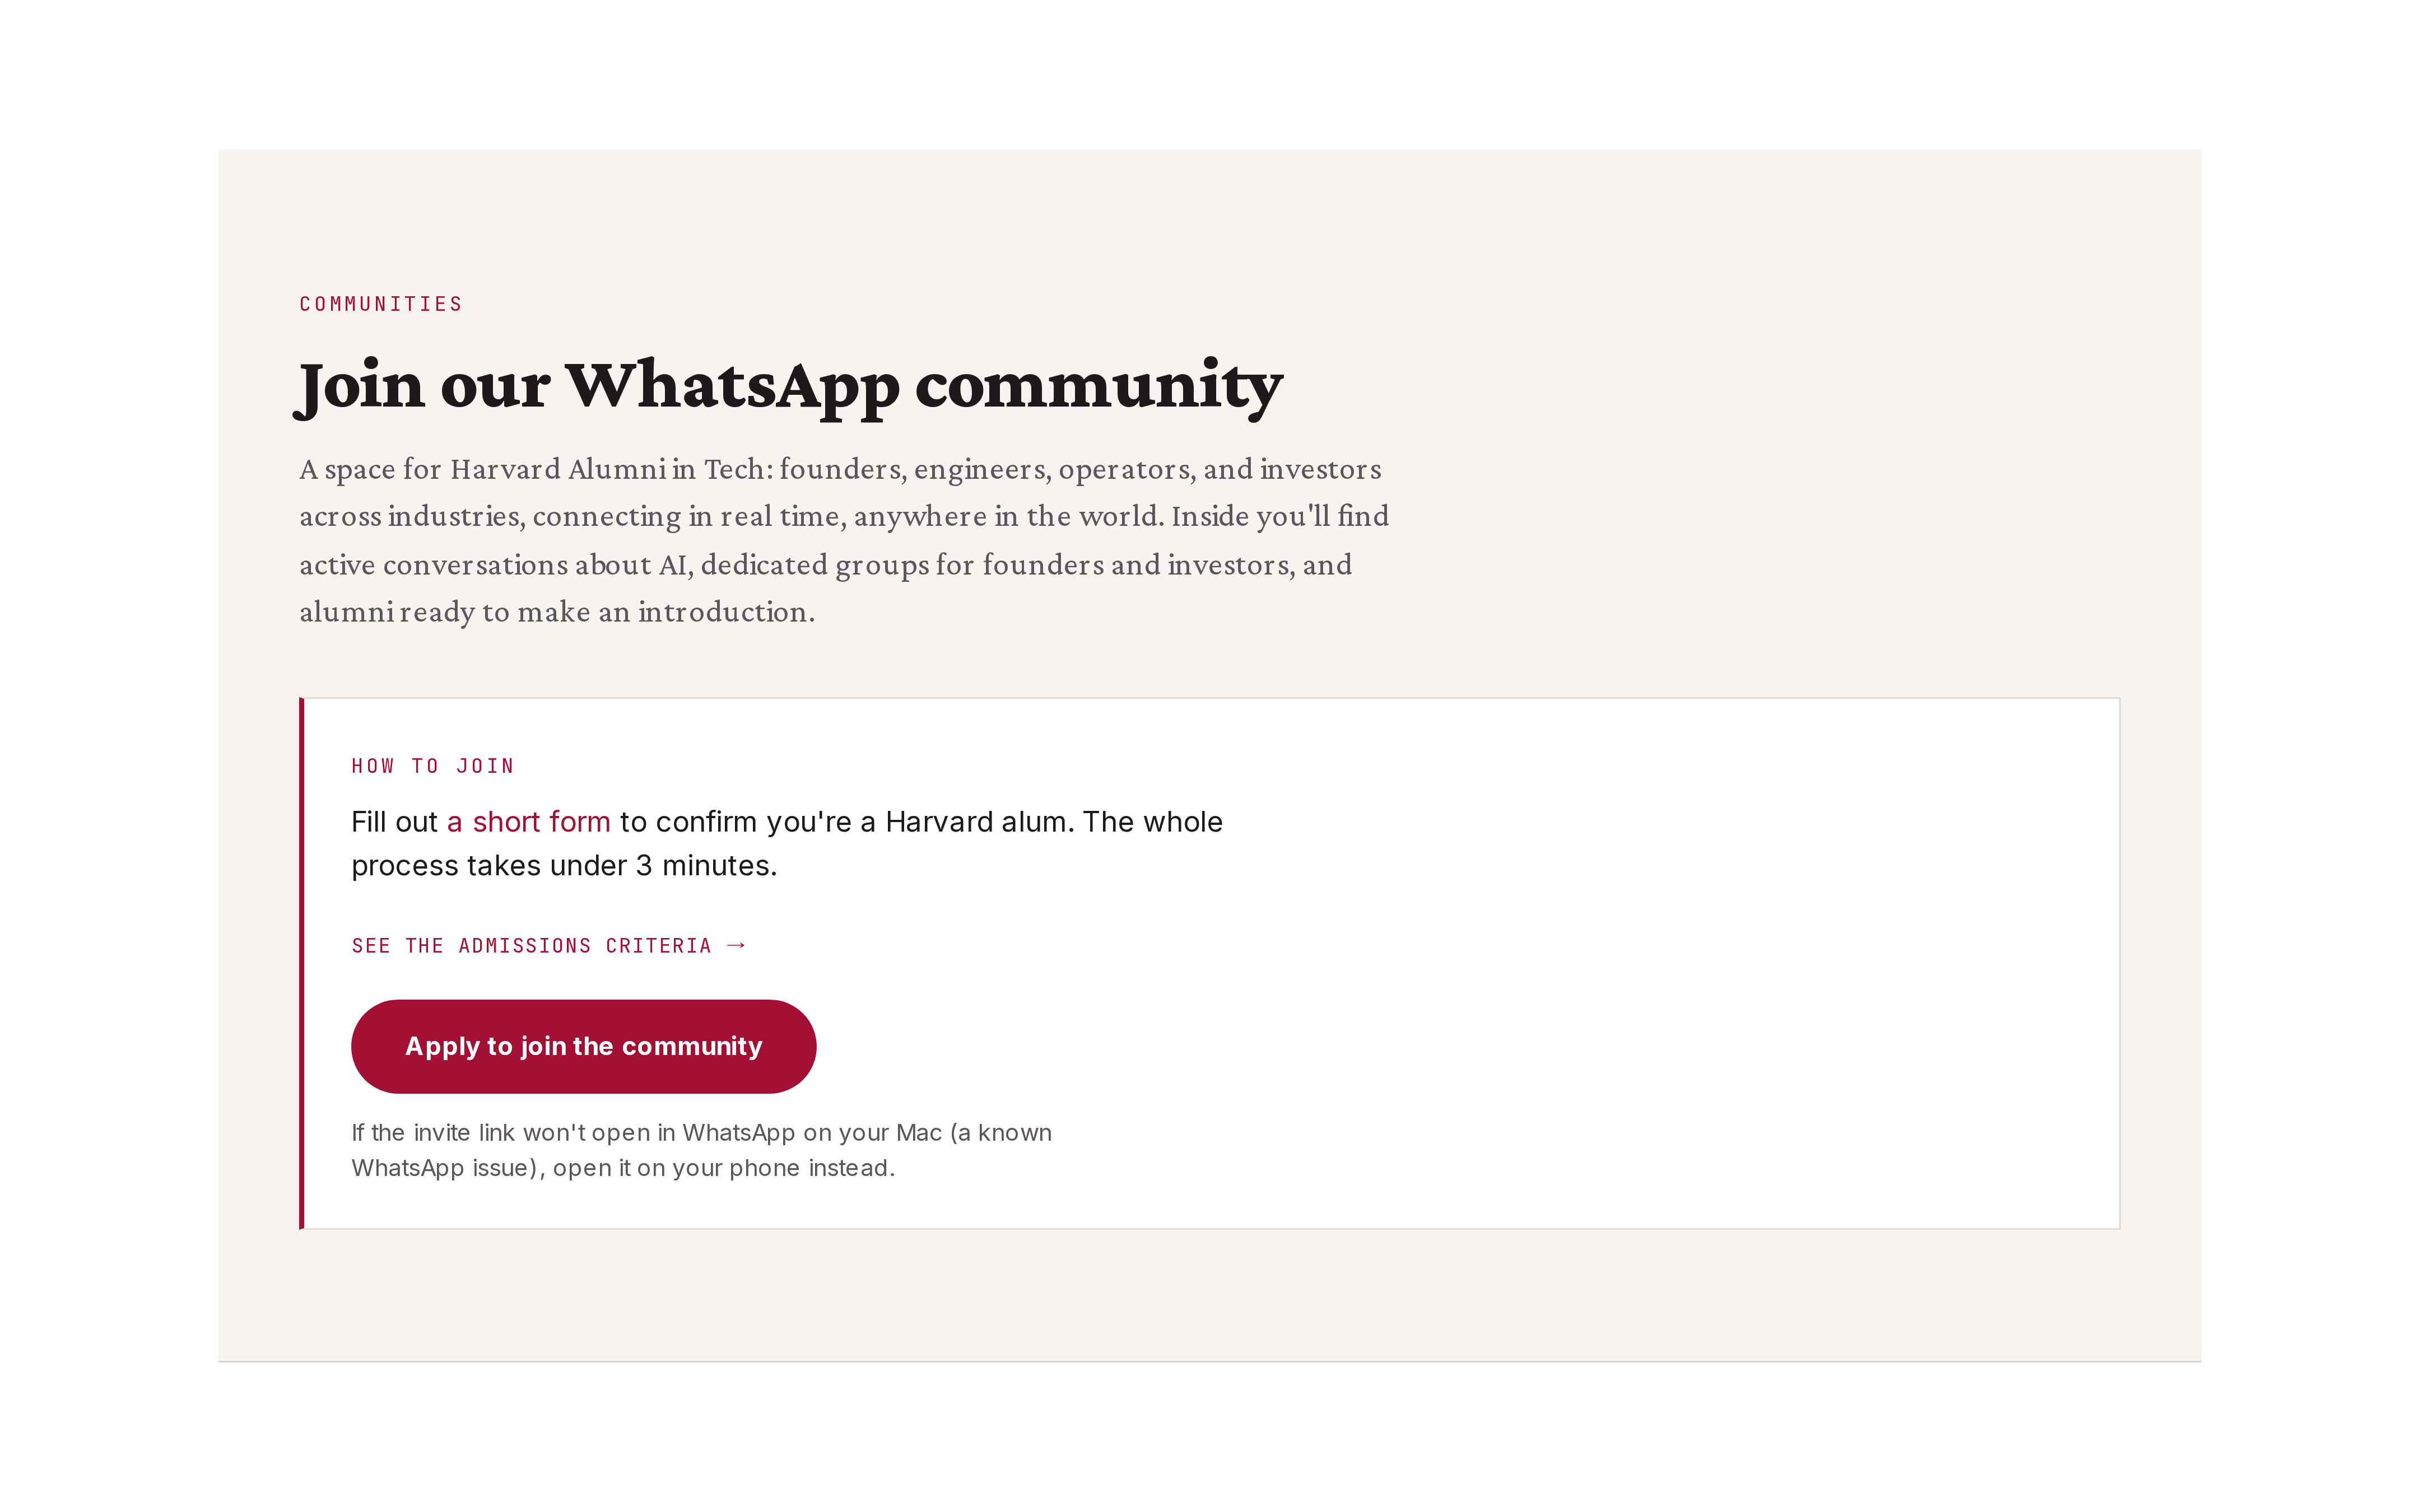 COMMUNITIES
Join our WhatsApp community
A space for Harvard Alumni in Tech: founders, engineers, operators, and investors
across industries, connecting in real time, anywhere in the world. Inside you'll find
active conversations about AI, dedicated groups for founders and investors, and
alumni ready to make an introduction.
HOW TO JOIN
Fill out a short form to confirm you're a Harvard alum. The whole
process takes under 3 minutes.
SEE THE ADMISSIONS CRITERIA →
Apply to join the community
If the invite link won't open in WhatsApp on your Mac (a known
WhatsApp issue), open it on your phone instead.